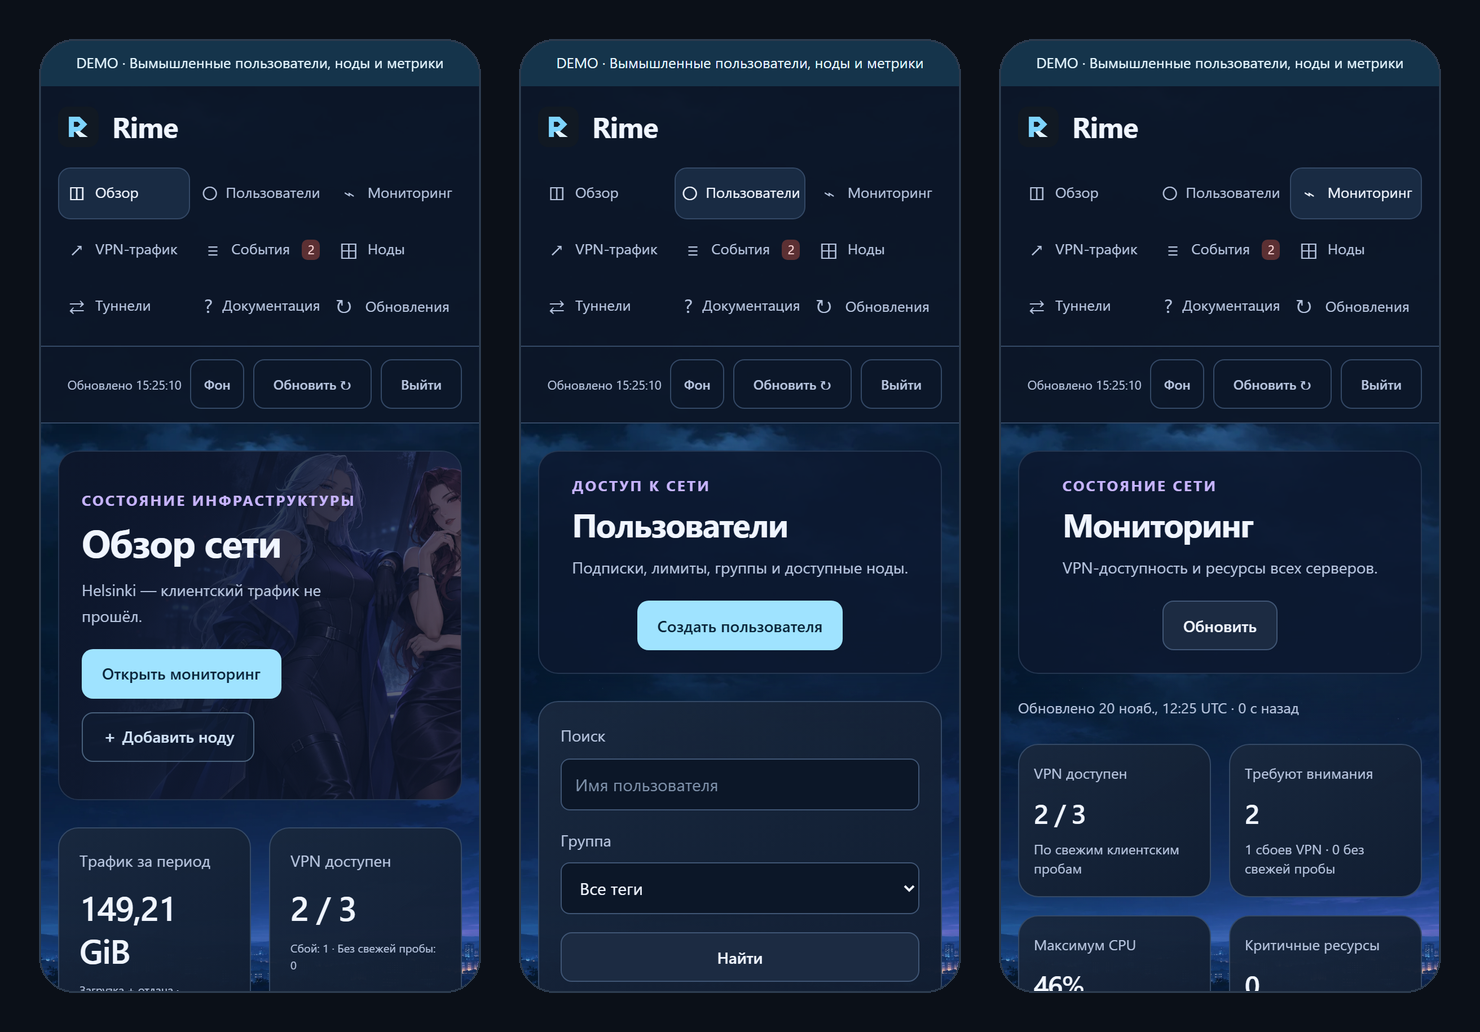 DEMO · Вымышленные пользователи, ноды и метрики
Rime
Обзор
Пользователи
Мониторинг
VPN-трафик
События 2
Ноды
Туннели
? Документация
Обновления
Обновлено 15:25:10
Фон
Обновить ↻
Выйти
СОСТОЯНИЕ ИНФРАСТРУКТУРЫ
Обзор сети
Helsinki — клиентский трафик не
прошёл.
Открыть мониторинг
+ Добавить ноду
Трафик за период
149,21
GiB
Загрузка + отдача ·
VPN доступен
2 / 3
Сбой: 1 · Без свежей пробы:
0
DEMO · Вымышленные пользователи, ноды и метрики
Rime
Обзор
Пользователи
Мониторинг
VPN-трафик
События 2
Ноды
Туннели
? Документация
Обновления
Обновлено 15:25:10
Фон
Обновить ↻
Выйти
ДОСТУП К СЕТИ
Пользователи
Подписки, лимиты, группы и доступные ноды.
Создать пользователя
Поиск
Имя пользователя
Группа
Все теги
Найти
DEMO · Вымышленные пользователи, ноды и метрики
Rime
Обзор
Пользователи
Мониторинг
VPN-трафик
События 2
Ноды
Туннели
? Документация
Обновления
Обновлено 15:25:10
Фон
Обновить ↻
Выйти
СОСТОЯНИЕ СЕТИ
Мониторинг
VPN-доступность и ресурсы всех серверов.
Обновить
Обновлено 20 нояб., 12:25 UTC · 0 с назад
VPN доступен
2 / 3
По свежим клиентским
пробам
Требуют внимания
2
1 сбоев VPN · 0 без
свежей пробы
Максимум CPU
46%
Критичные ресурсы
0